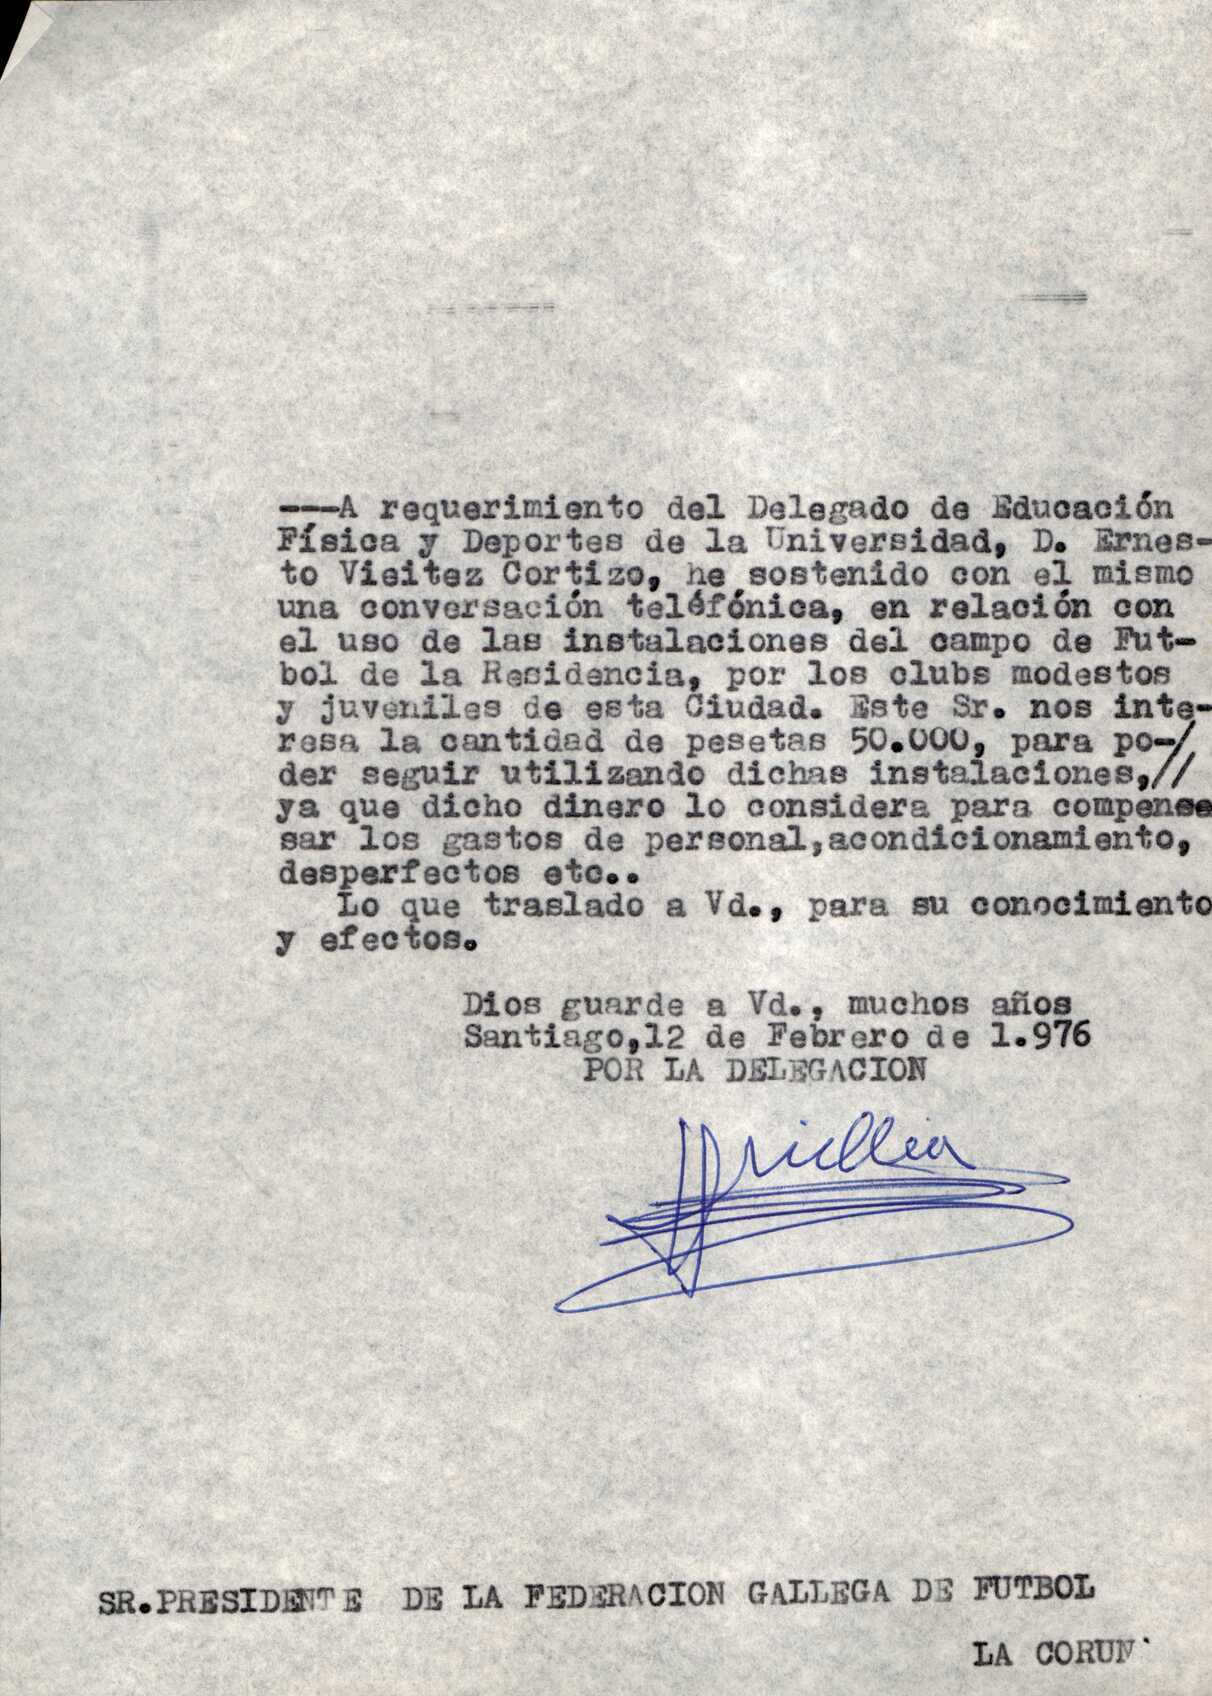 ---A requerimiento del Delegado de Educación
Física y Deportes de la Universidad, D. Ernes-
to Vieitez Cortizo, he sostenido con el mismo
una conversación teléfónica, en relación con
el uso de las instalaciones del campo de Fut-
bol de la Residencia, por los clubs modestos
y juveniles de esta Ciudad. Este Sr. nos inte-
resa la cantidad de pesetas 50.000, para po-/
der seguir utilizando dichas instalaciones,//
ya que dicho dinero lo considera para compense
sar los gastos de personal,acondicionamiento,
desperfectos etc..
Lo que traslado a Vd., para su conocimiento
y efectos.
Dios guarde a Vd., muchos años
Santiago,12 de Febrero de 1.976
POR LA DELEGACION
SR.PRESIDENTE DE LA FEDERACION GALLEGA DE FUTBOL
LA CORUN